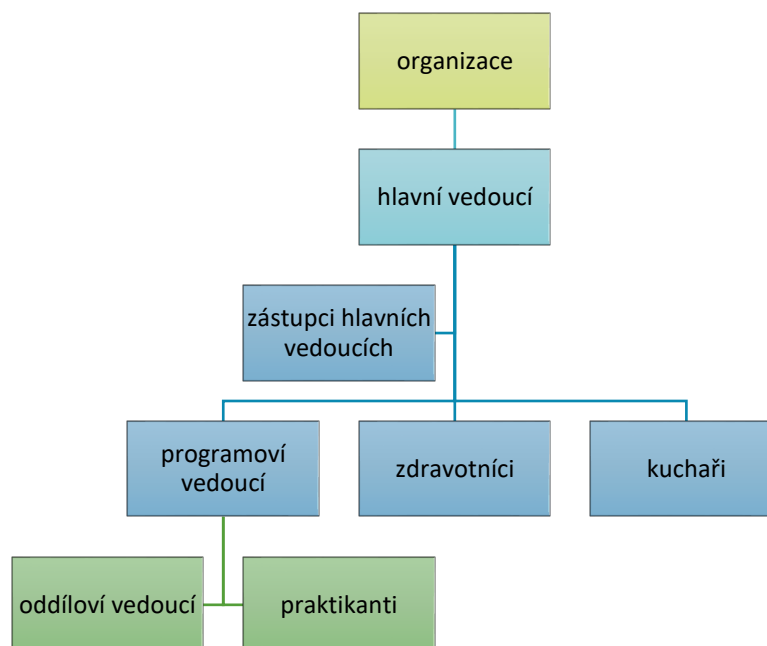 organizace
hlavní vedoucí
zástupci hlavních
vedoucích
programoví
vedoucí
zdravotníci
kuchaři
oddíloví vedoucí
praktikanti